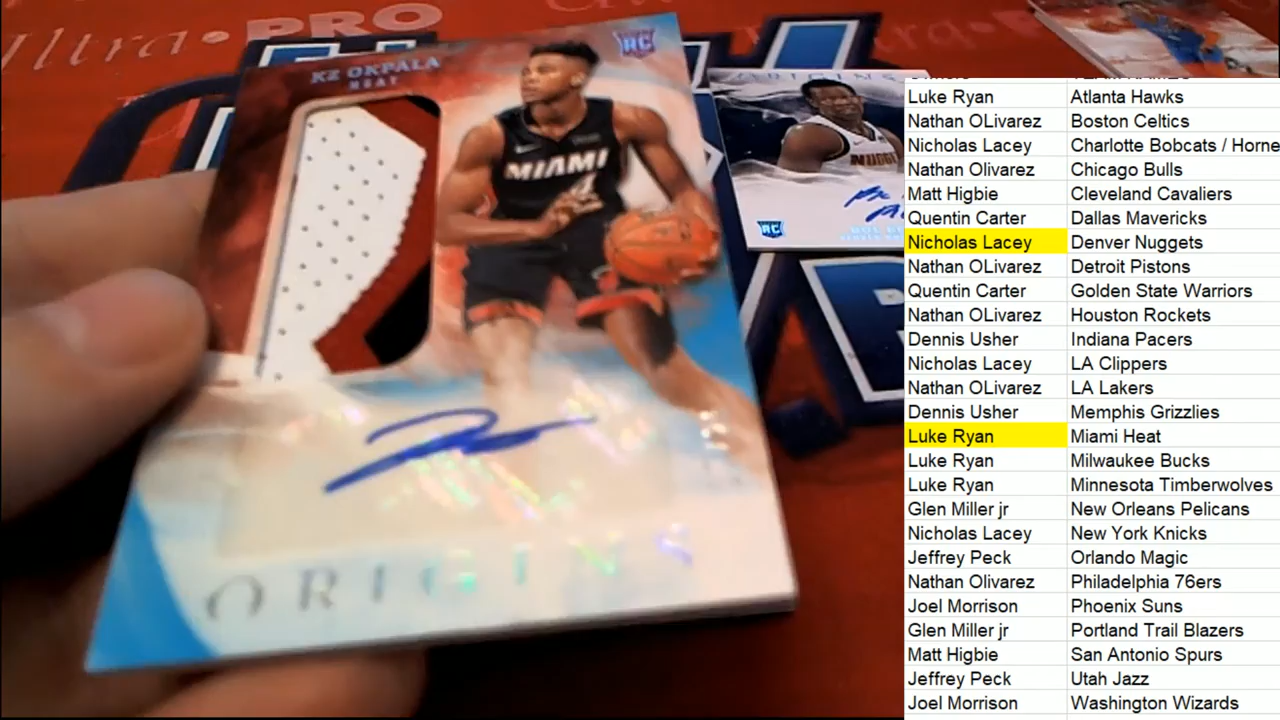 Ultra•PRO
RC
KZ OKPALA
HEAT
MIAMI
4
ORIGINS
ORIGINS
NUGGE
RC
Luke Ryan Atlanta Hawks
Nathan OLivarez Boston Celtics
Nicholas Lacey Charlotte Bobcats / Horne
Nathan Olivarez Chicago Bulls
Matt Higbie Cleveland Cavaliers
Quentin Carter Dallas Mavericks
Nicholas Lacey Denver Nuggets
Nathan OLivarez Detroit Pistons
Quentin Carter Golden State Warriors
Nathan OLivarez Houston Rockets
Dennis Usher Indiana Pacers
Nicholas Lacey LA Clippers
Nathan OLivarez LA Lakers
Dennis Usher Memphis Grizzlies
Luke Ryan Miami Heat
Luke Ryan Milwaukee Bucks
Luke Ryan Minnesota Timberwolves
Glen Miller jr New Orleans Pelicans
Nicholas Lacey New York Knicks
Jeffrey Peck Orlando Magic
Nathan Olivarez Philadelphia 76ers
Joel Morrison Phoenix Suns
Glen Miller jr Portland Trail Blazers
Matt Higbie San Antonio Spurs
Jeffrey Peck Utah Jazz
Joel Morrison Washington Wizards